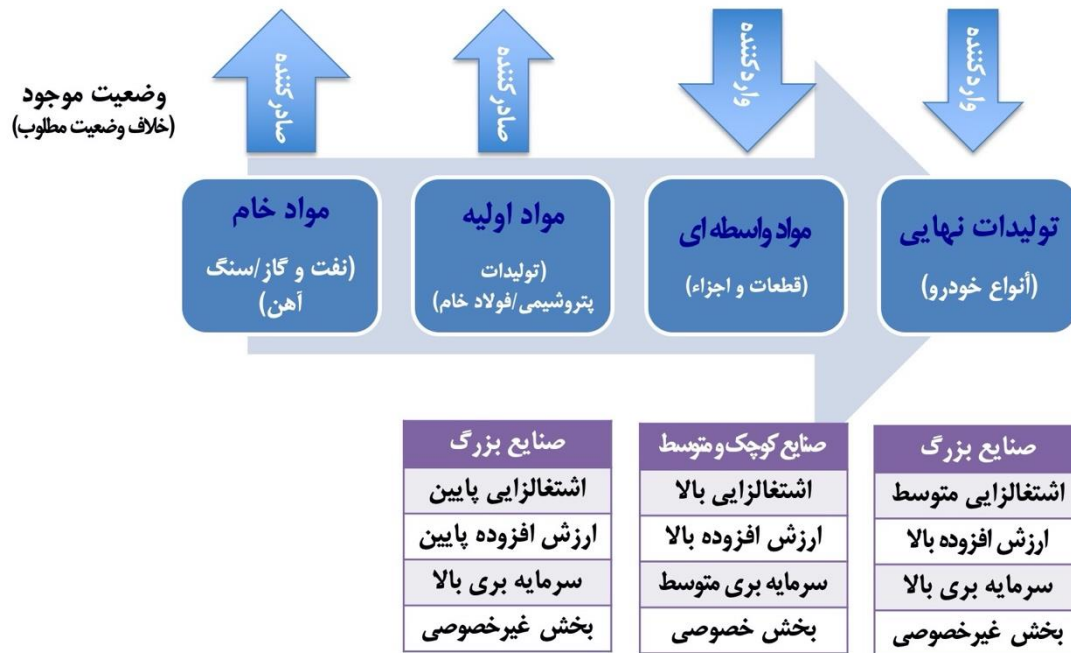 صادرکننده
صادرکننده
واردکننده
واردکننده
وضعیت موجود
(خلاف وضعیت مطلوب)
مواد خام
(نفت و گاز/سنگ
آهن)
مواد اولیه
(تولیدات
پتروشیمی/فولاد خام)
مواد واسطه ای
(قطعات و اجزاء)
تولیدات نهایی
(أنواع خودرو)
صنایع بزرگ
اشتغالزایی پایین
ارزش افزوده پایین
سرمایه بری بالا
بخش غیرخصوصی
صنایع کوچک و متوسط
اشتغالزایی بالا
ارزش افزوده بالا
سرمایه بری متوسط
بخش خصوصی
صنایع بزرگ
اشتغالزایی متوسط
ارزش افزوده بالا
سرمایه بری بالا
بخش غیرخصوصی